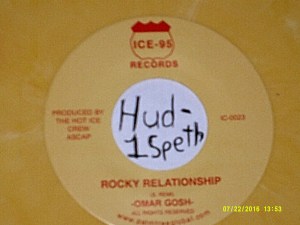 ICE-95
RECORDS
PRODUCED BY
THE HOT ICE
CREW
ASCAP
Hud-
1Speth
IC-0023
ROCKY RELATIONSHIP
-OMAR GOSH-
ALL RIGHTS RESERVED
07/22/2016 13:53